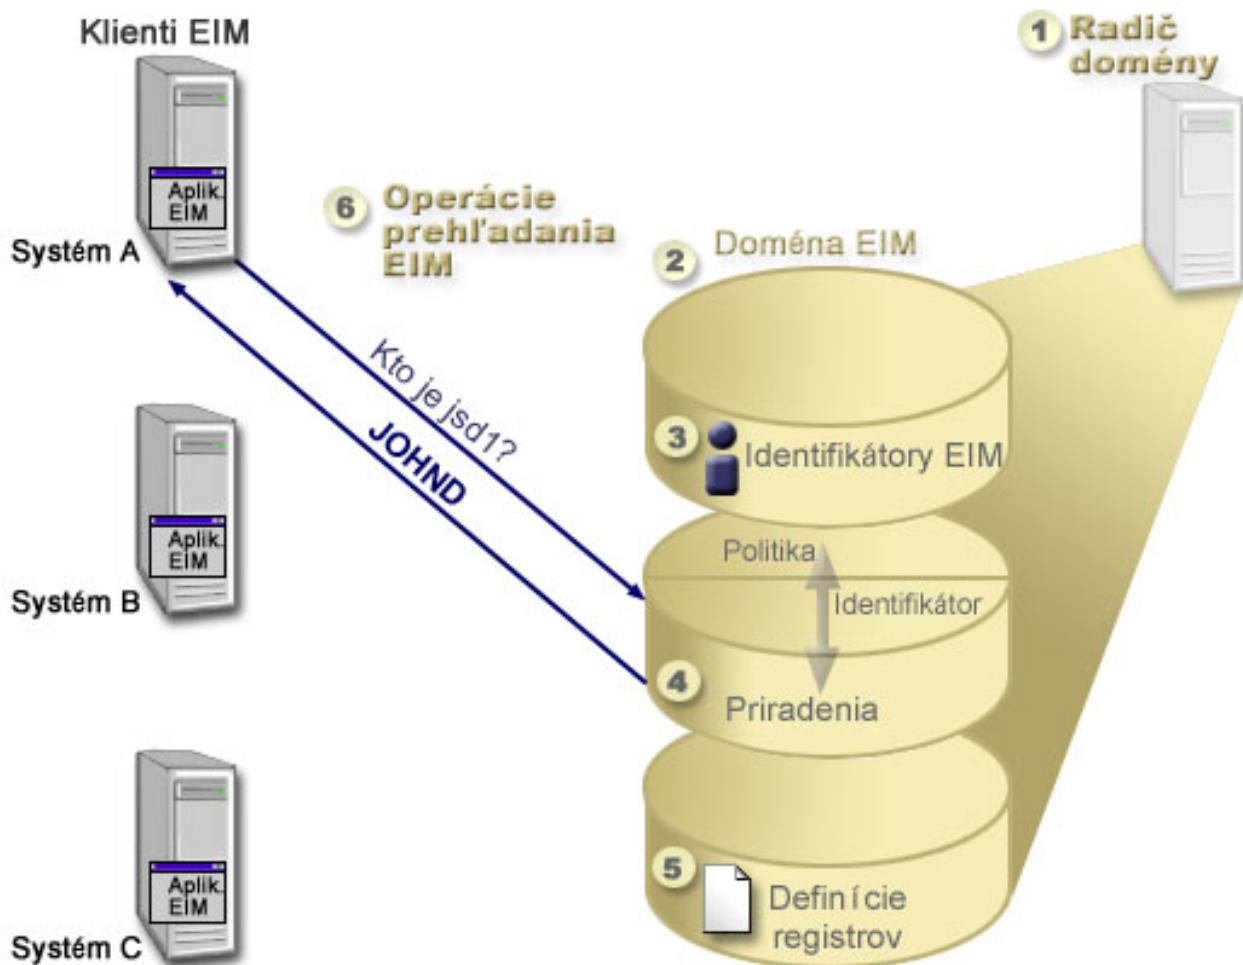 Klienti EIM
Aplik.
EIM
Systém A
1 Radič
domény
6 Operácie
prehľadania
EIM
2 Doména EIM
Kto je jsd1?
JOHND
3 Identifikátory EIM
Politika
Identifikátor
4
Priradenia
Aplik.
EIM
Systém B
5
Definície
registrov
Aplik.
EIM
Systém C